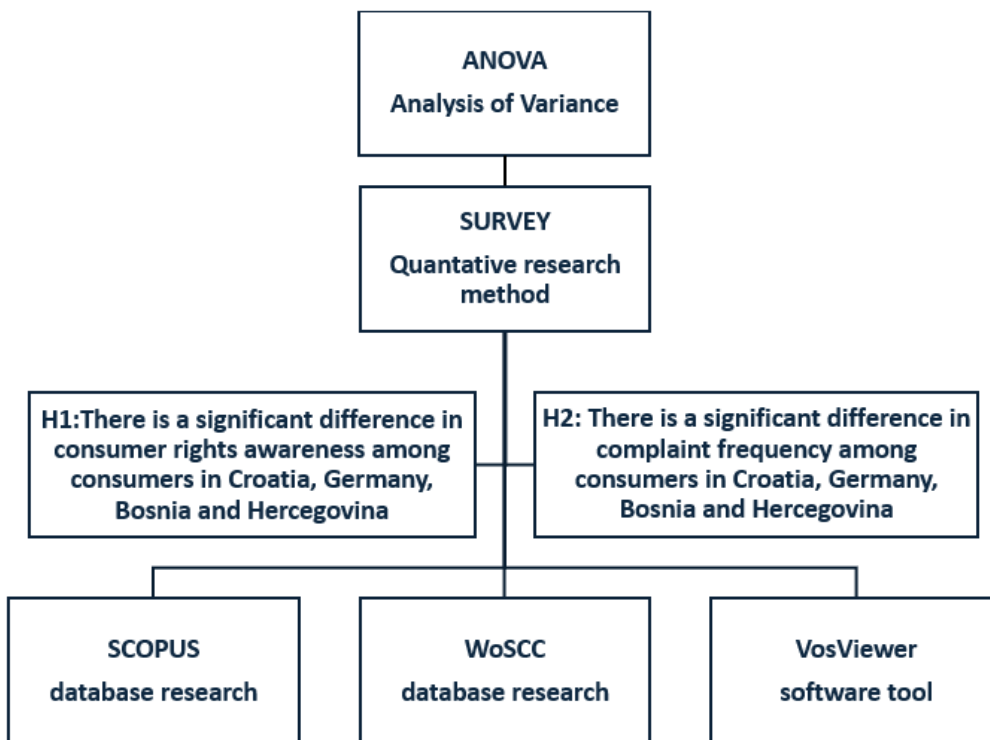 ANOVA
Analysis of Variance
SURVEY
Quantative research
method
H1:There is a significant difference in
consumer rights awareness among
consumers in Croatia, Germany,
Bosnia and Hercegovina
H2: There is a significant difference in
complaint frequency among
consumers in Croatia, Germany,
Bosnia and Hercegovina
SCOPUS
database research
WoSCC
database research
VosViewer
software tool